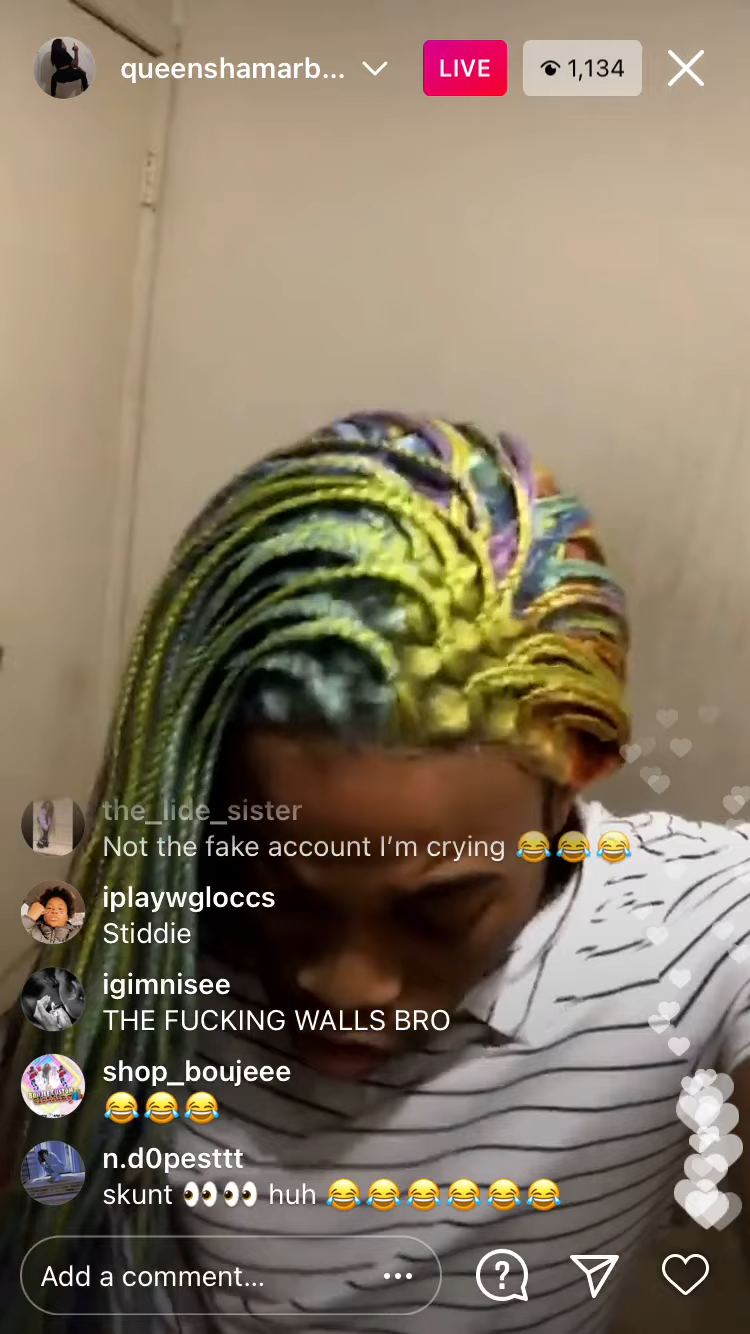 queenshamarb...
LIVE
1,134
the_lide_sister
Not the fake account I'm crying 😂😂😂
iplaywgloccs
Stiddie
igimnisee
THE FUCKING WALLS BRO
shop_boujeee
😂😂😂
n.d0pesttt
skunt 👀👀 huh 😂😂😂😂😂😂
Add a comment...